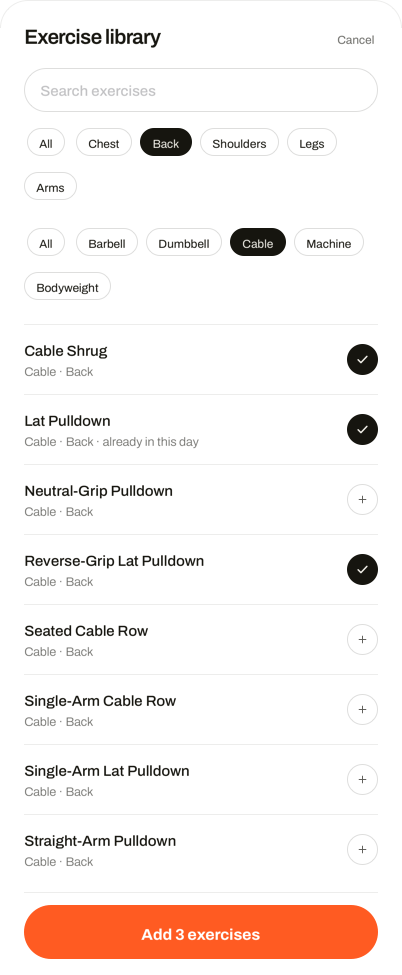 Exercise library
Cancel
Search exercises
All Chest Back Shoulders Legs
Arms
All Barbell Dumbbell Cable Machine
Bodyweight
Cable Shrug
Cable · Back
Lat Pulldown
Cable · Back · already in this day
Neutral-Grip Pulldown
Cable · Back
Reverse-Grip Lat Pulldown
Cable · Back
Seated Cable Row
Cable · Back
Single-Arm Cable Row
Cable · Back
Single-Arm Lat Pulldown
Cable · Back
Straight-Arm Pulldown
Cable · Back
Add 3 exercises